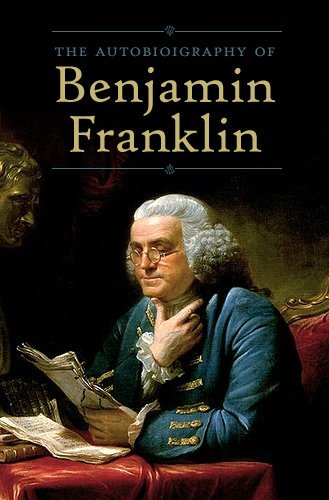 THE AUTOBIOIGRAPHY OF
Benjamin
Franklin